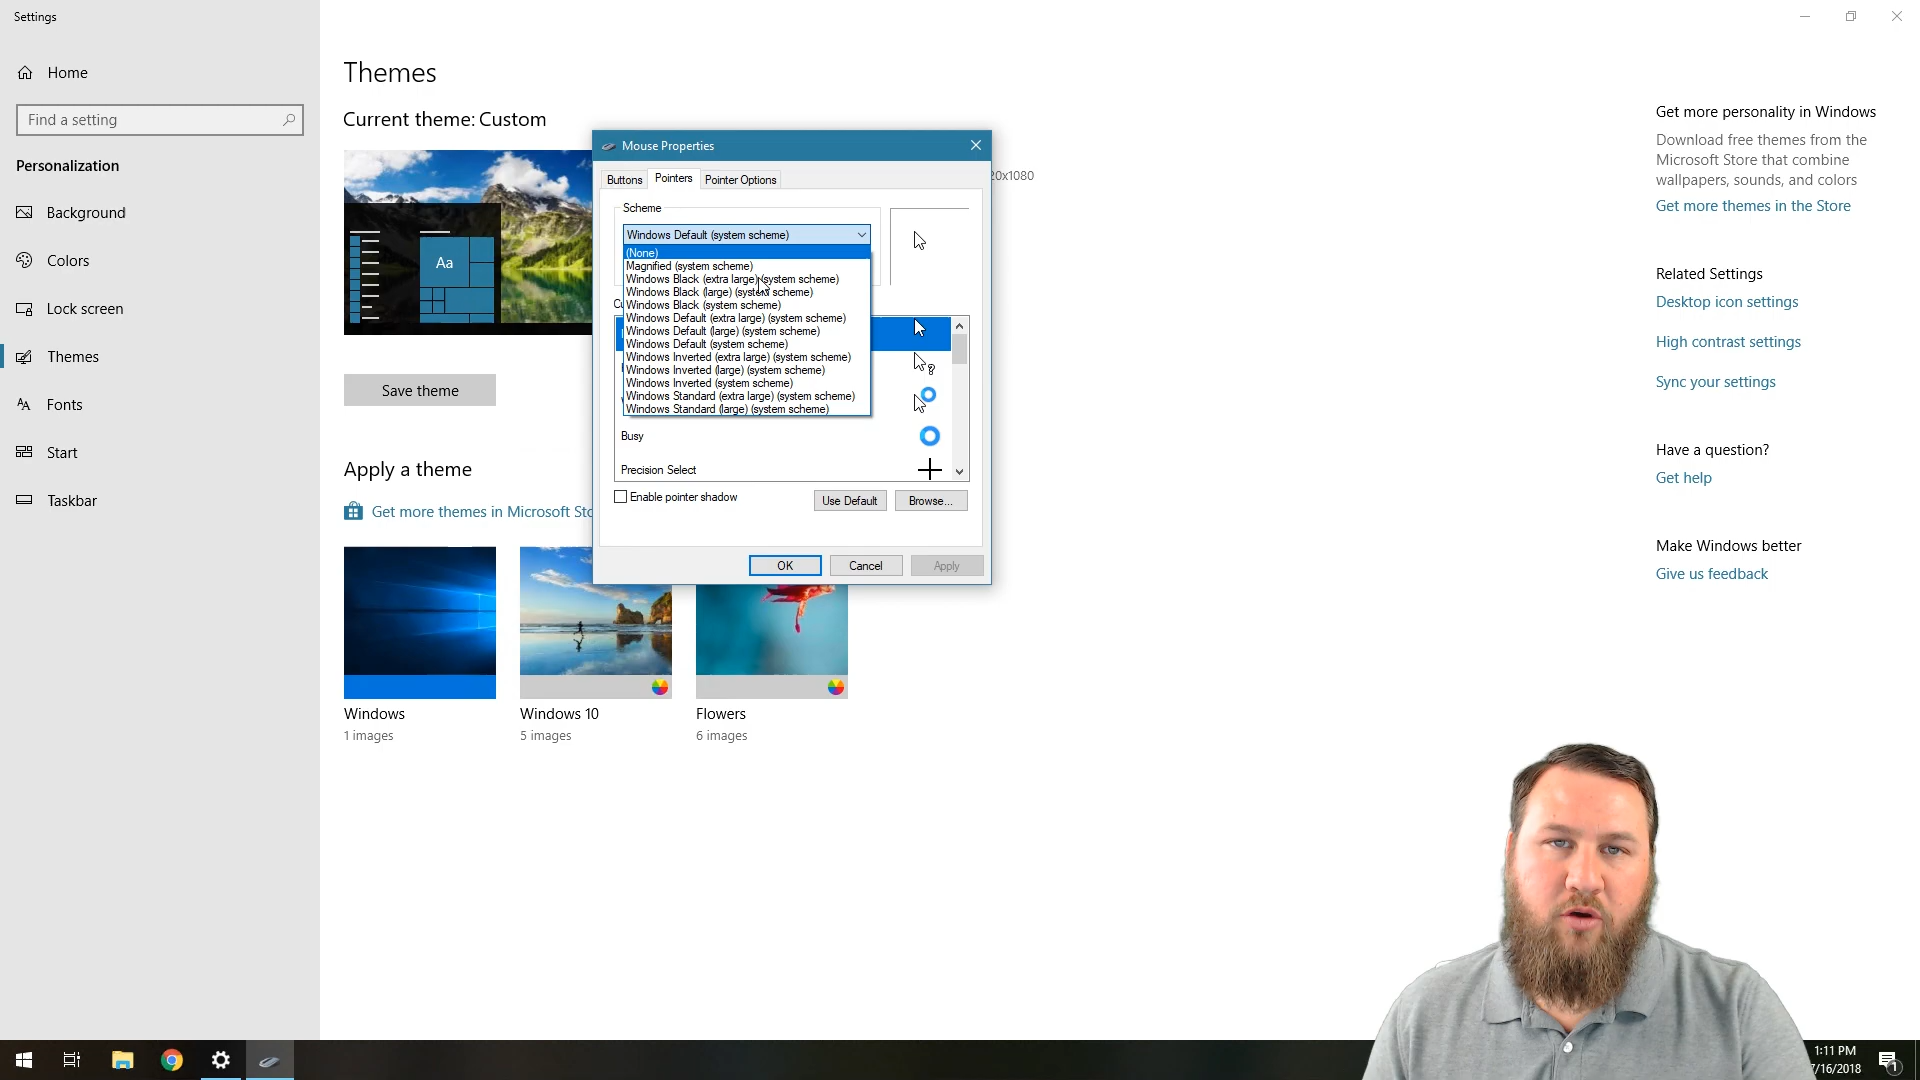 Settings
Home
Find a setting
Personalization
Background
Colors
Lock screen
Themes
Fonts
Start
Taskbar
Themes
Current theme: Custom
Aa
Save theme
Apply a theme
Get more themes in Microsoft
Windows
1 images
Windows 10
5 images
Flowers
6 images
Mouse Properties
Buttons
Pointers
Pointer Options
Scheme
Windows Default (system scheme)
(None)
Magnified (system scheme)
Windows Black (extra large) (system scheme)
Windows Black (large) (system scheme)
Windows Black (system scheme)
Windows Default (extra large) (system scheme)
Windows Default (large) (system scheme)
Windows Default (system scheme)
Windows Inverted (extra large) (system scheme)
Windows Inverted (large) (system scheme)
Windows Inverted (system scheme)
Windows Standard (extra large) (system scheme)
Windows Standard (large) (system scheme)
Busy
Precision Select
Enable pointer shadow
Use Default
Browse...
OK
Cancel
Apply
20x1080
Get more personality in Windows
Download free themes from the
Microsoft Store that combine
wallpapers, sounds, and colors
Get more themes in the Store
Related Settings
Desktop icon settings
High contrast settings
Sync your settings
Have a question?
Get help
Make Windows better
Give us feedback
1:11 PM
7/16/2018
1